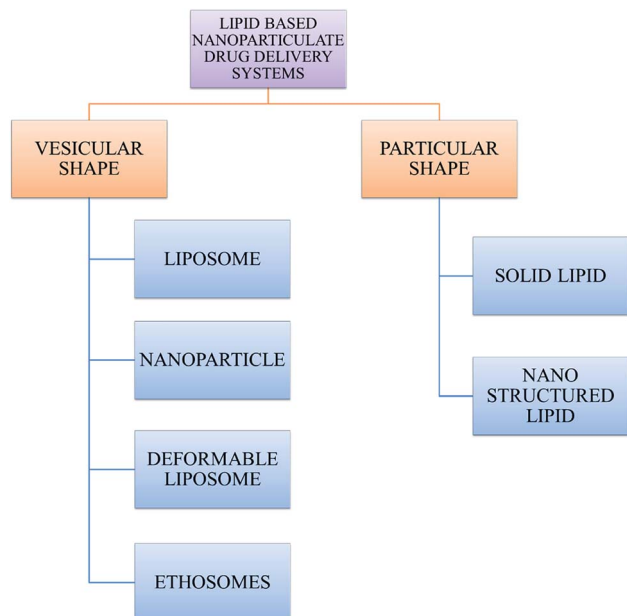 LIPID BASED
NANOPARTICULATE
DRUG DELIVERY
SYSTEMS
VESICULAR
SHAPE
LIPOSOME
NANOPARTICLE
DEFORMABLE
LIPOSOME
ETHOSOMES
PARTICULAR
SHAPE
SOLID LIPID
NANO
STRUCTURED
LIPID